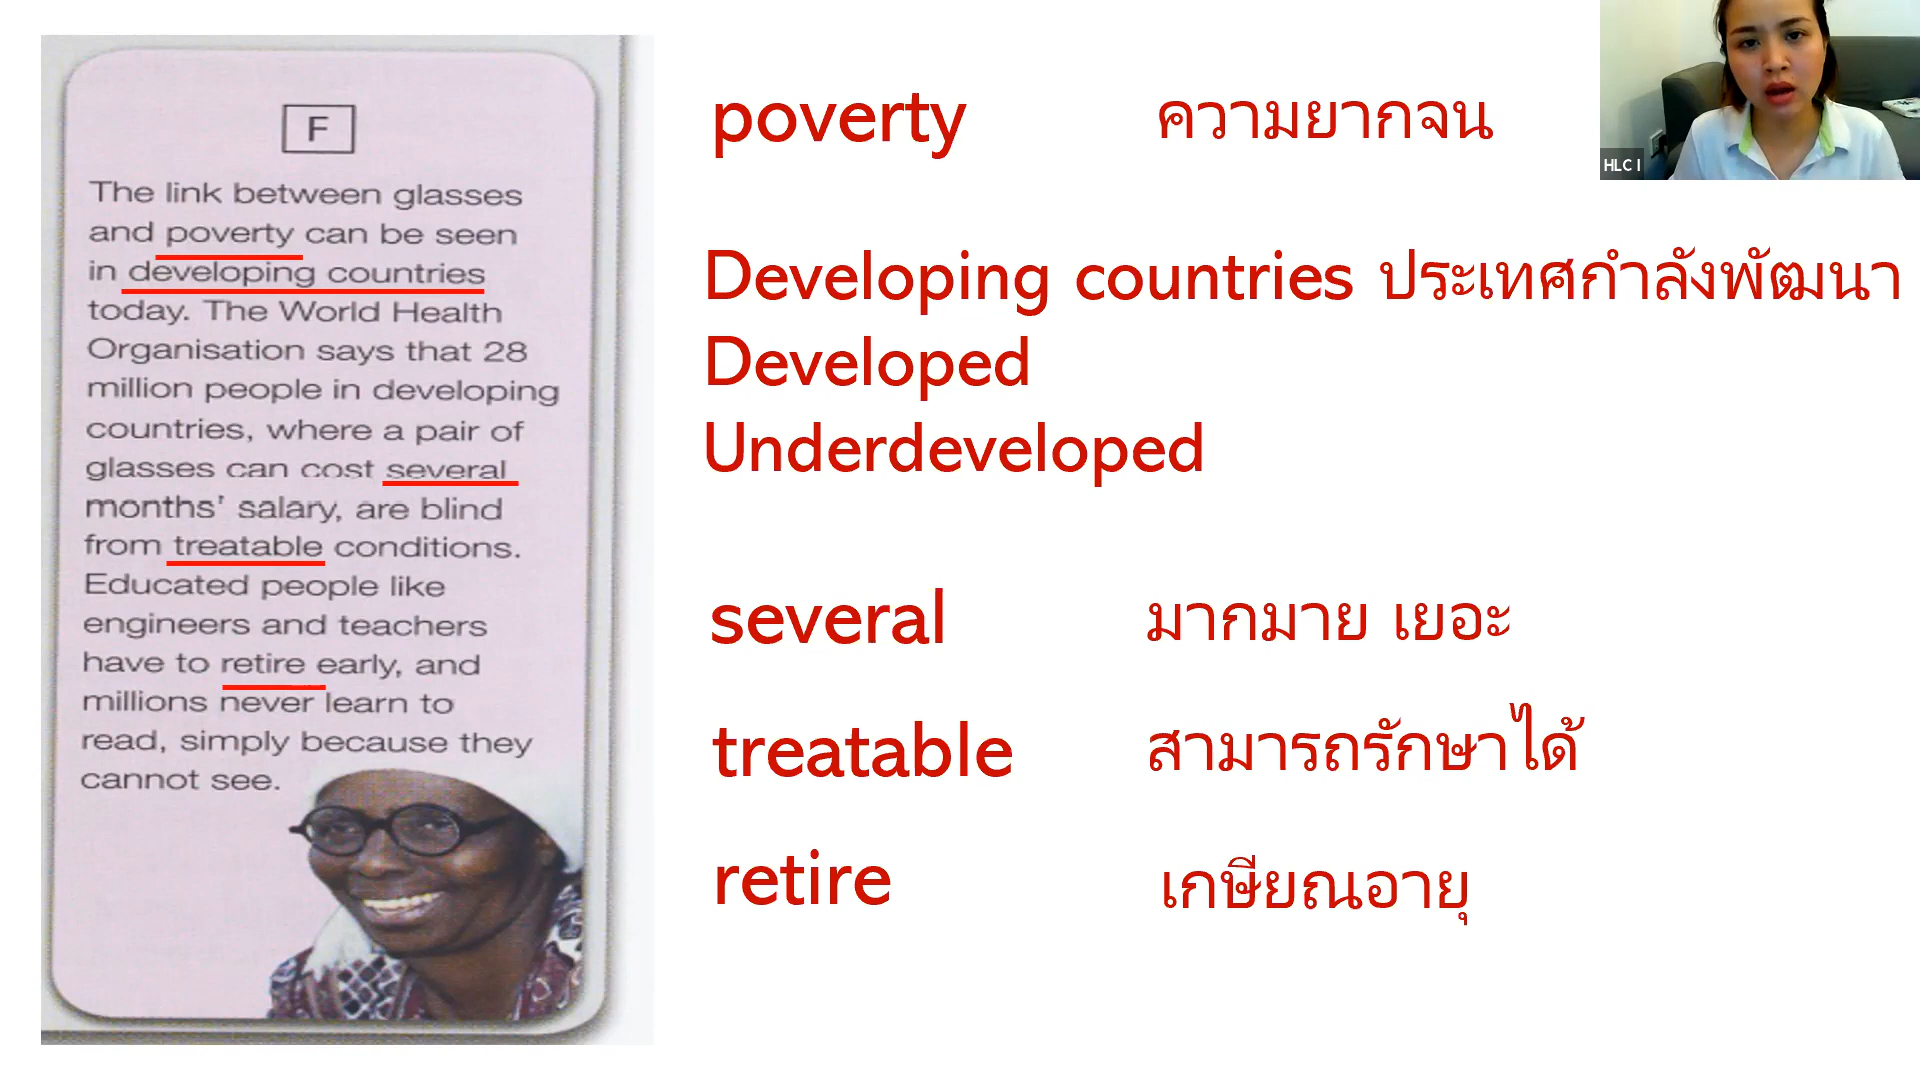 F
The link between glasses
and poverty can be seen
in developing countries
today. The World Health
Organisation says that 28
million people in developing
countries, where a pair of
glasses can cost several
months' salary, are blind
from treatable conditions.
Educated people like
engineers and teachers
have to retire early, and
millions never learn to
read, simply because they
cannot see.
poverty ความยากจน
Developing countries ประเทศกำลังพัฒนา
Developed
Underdeveloped
several มากมาย เยอะ
treatable สามารถรักษาได้
retire เกษียณอายุ
HLC I